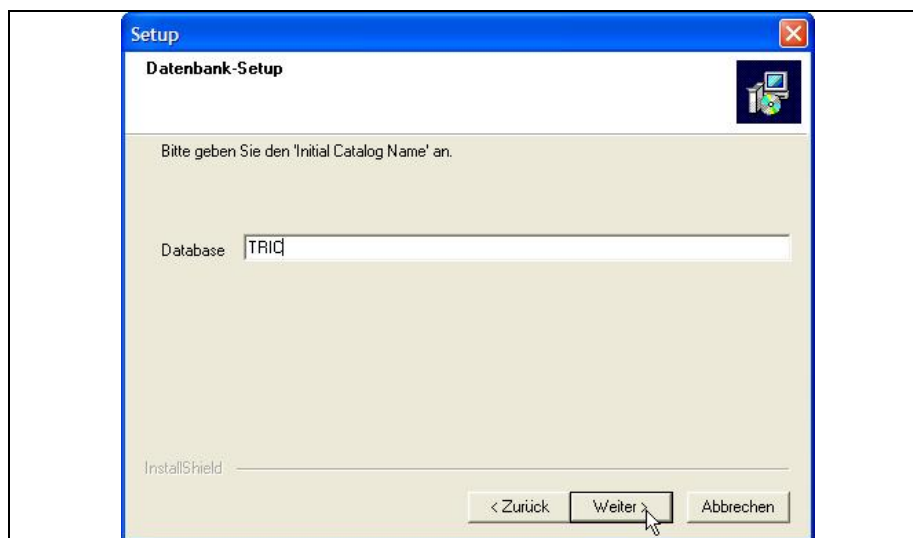 Setup
Datenbank-Setup
Bitte geben Sie den 'Initial Catalog Name' an.
Database TRIC
InstallShield
< Zurück Weiter > Abbrechen